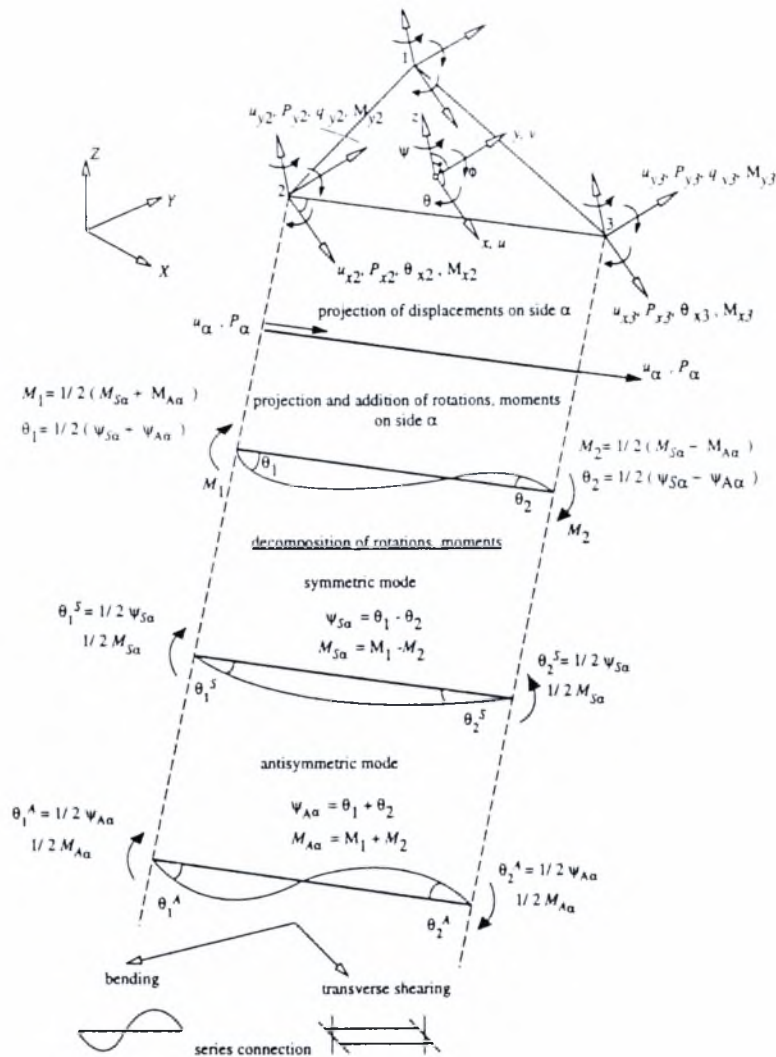 1
u_y2, P_y2, q_y2, M_y2
z
y, v
ψ
Φ
θ
x, u
2
3
Z
Y
X
u_y3, P_y3, q_y3, M_y3
u_x2, P_x2, θ_x2, M_x2
u_x3, P_x3, θ_x3, M_x3
projection of displacements on side α
u_α, P_α
u_α, P_α
M_1 = 1/2 ( M_Sα + M_Aα )
θ_1 = 1/2 ( ψ_Sα + ψ_Aα )
projection and addition of rotations, moments
on side α
M_2 = 1/2 ( M_Sα − M_Aα )
θ_2 = 1/2 ( ψ_Sα − ψ_Aα )
θ_1
M_1
θ_2
M_2
decomposition of rotations, moments
symmetric mode
ψ_Sα = θ_1 - θ_2
M_Sα = M_1 - M_2
θ_1^S = 1/2 ψ_Sα
1/2 M_Sα
θ_2^S = 1/2 ψ_Sα
1/2 M_Sα
θ_1^S
θ_2^S
antisymmetric mode
ψ_Aα = θ_1 + θ_2
M_Aα = M_1 + M_2
θ_1^A = 1/2 ψ_Aα
1/2 M_Aα
θ_2^A = 1/2 ψ_Aα
1/2 M_Aα
θ_1^A
θ_2^A
bending
transverse shearing
series connection